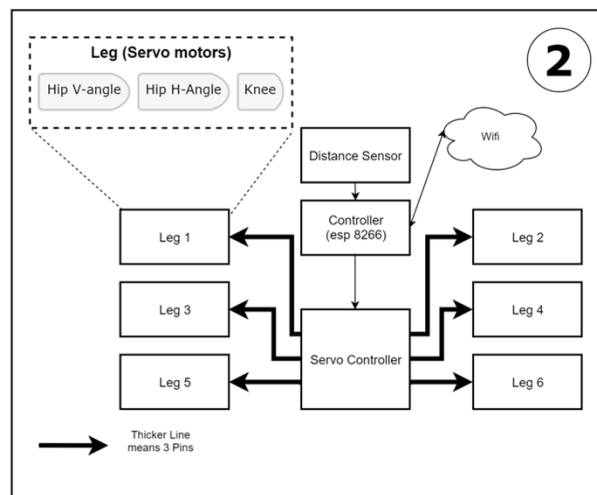 Leg (Servo motors)
Hip V-angle
Hip H-Angle
Knee
2
Distance Sensor
Wifi
Controller
(esp 8266)
Leg 1
Leg 2
Leg 3
Leg 4
Servo Controller
Leg 5
Leg 6
Thicker Line
means 3 Pins